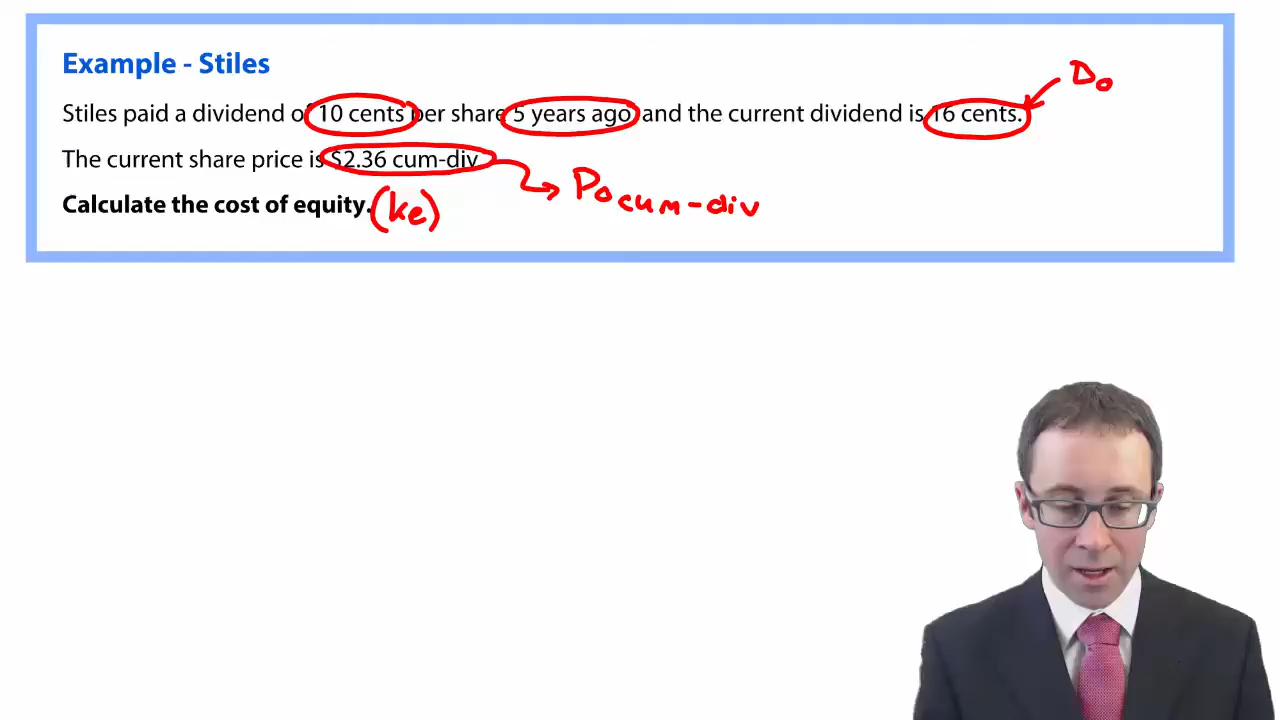 Example - Stiles
D0
Stiles paid a dividend of 10 cents per share 5 years ago and the current dividend is 16 cents.
The current share price is $2.36 cum-div
P0 cum-div
Calculate the cost of equity. (ke)